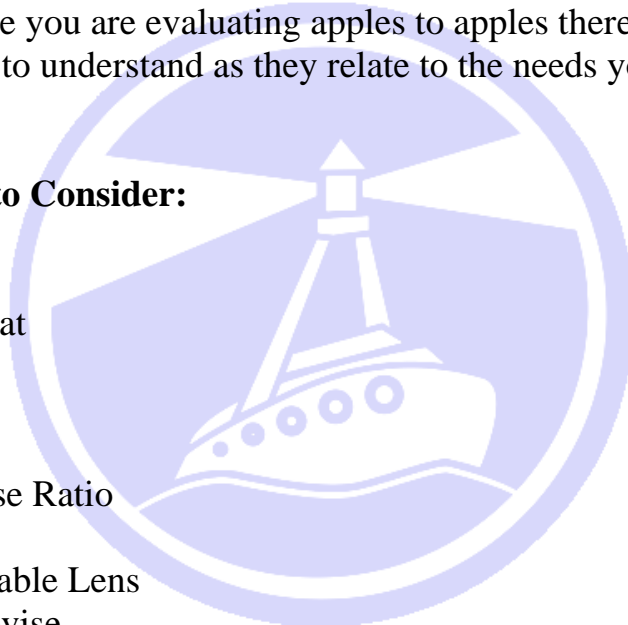 e you are evaluating apples to apples there
to understand as they relate to the needs yo
to Consider:
at
se Ratio
able Lens
vise